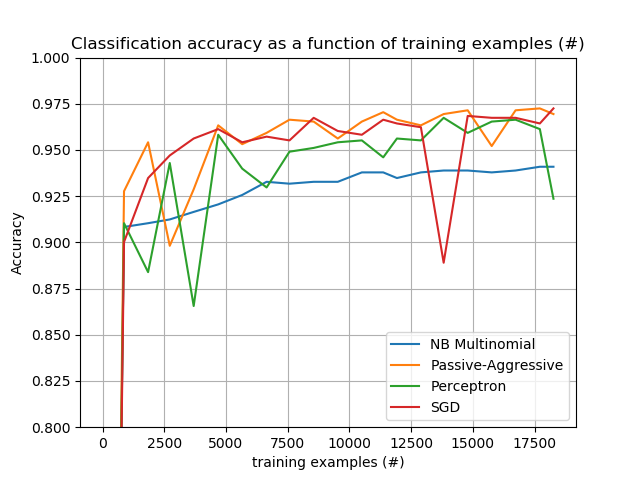 Classification accuracy as a function of training examples (#)
1.000
0.975
0.950
0.925
0.900
0.875
0.850
0.825
0.800
Accuracy
NB Multinomial
Passive-Aggressive
Perceptron
SGD
0 2500 5000 7500 10000 12500 15000 17500
training examples (#)